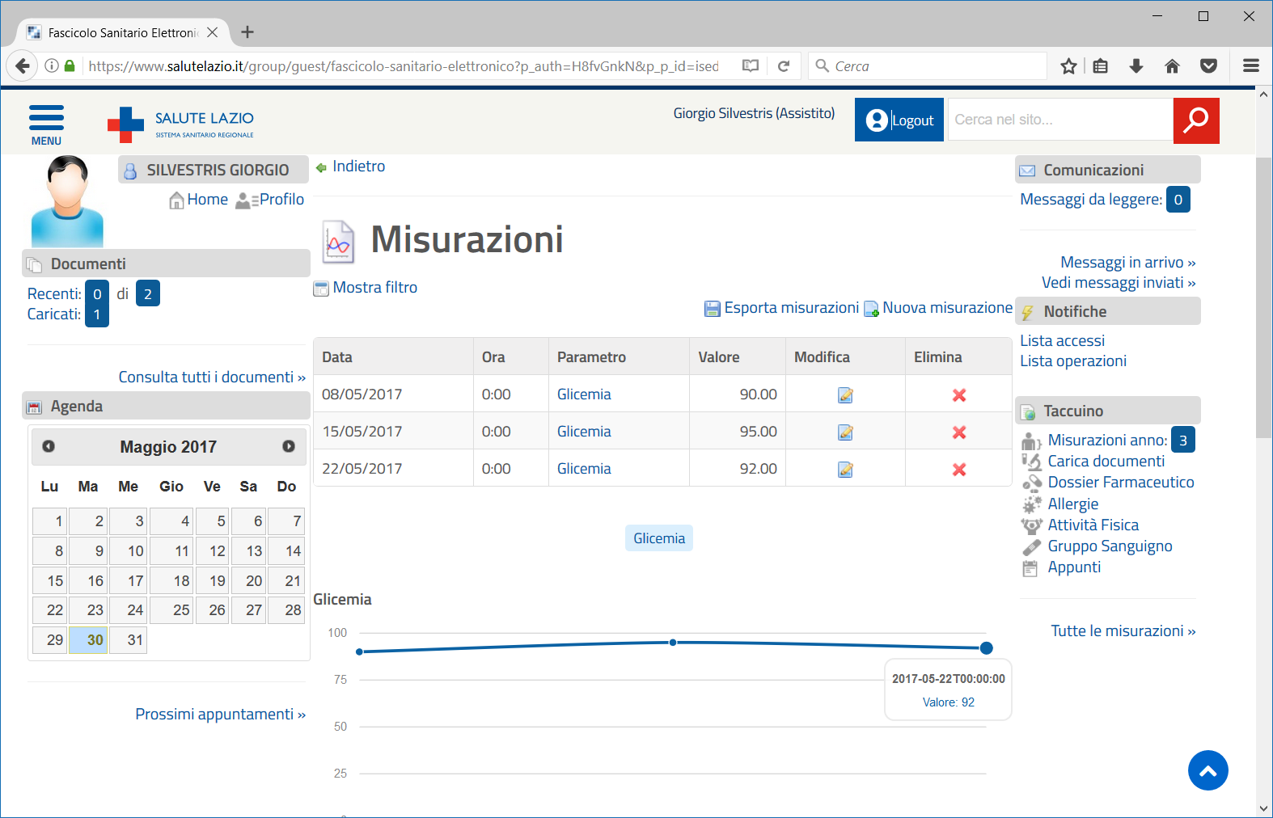 Fascicolo Sanitario Elettronic
https://www.salutelazio.it/group/guest/fascicolo-sanitario-elettronico?p_auth=H8fvGnkN&p_p_id=ised
Cerca
MENU
SALUTE LAZIO
SISTEMA SANITARIO REGIONALE
Giorgio Silvestris (Assistito)
Logout
Cerca nel sito...
SILVESTRIS GIORGIO
Home Profilo
Documenti
Recenti: 0 di 2
Caricati: 1
Consulta tutti i documenti »
Agenda
Maggio 2017
Lu Ma Me Gio Ve Sa Do
1 2 3 4 5 6 7
8 9 10 11 12 13 14
15 16 17 18 19 20 21
22 23 24 25 26 27 28
29 30 31
Prossimi appuntamenti »
Indietro
Misurazioni
Mostra filtro
Esporta misurazioni Nuova misurazione
Data Ora Parametro Valore Modifica Elimina
08/05/2017 0:00 Glicemia 90.00
15/05/2017 0:00 Glicemia 95.00
22/05/2017 0:00 Glicemia 92.00
Glicemia
Glicemia
100
75
50
25
2017-05-22T00:00:00
Valore: 92
Comunicazioni
Messaggi da leggere: 0
Messaggi in arrivo »
Vedi messaggi inviati »
Notifiche
Lista accessi
Lista operazioni
Taccuino
Misurazioni anno: 3
Carica documenti
Dossier Farmaceutico
Allergie
Attività Fisica
Gruppo Sanguigno
Appunti
Tutte le misurazioni »